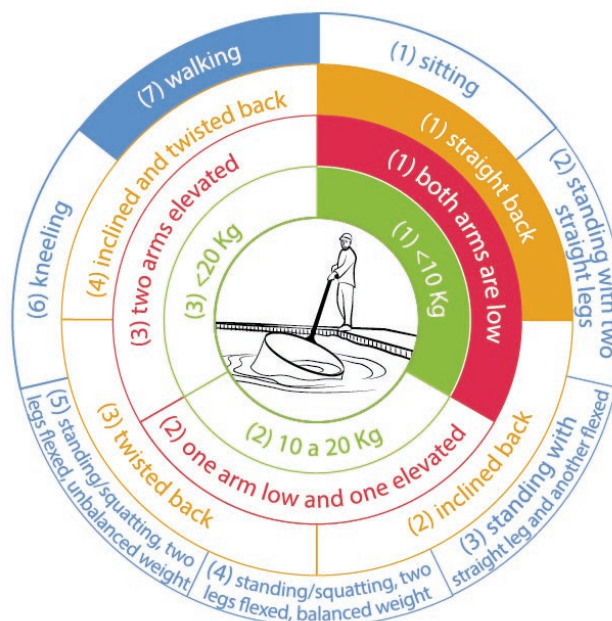 (1) sitting
(2) standing with two
straight legs
(3) standing with
straight leg and another flexed
(4) standing/squatting, two
legs flexed, balanced weight
(5) standing/squatting, two
legs flexed, unbalanced weight
(6) kneeling
(7) walking
(1) straight back
(2) inclined back
(3) twisted back
(4) inclined and twisted back
(1) both arms are low
(2) one arm low and one elevated
(3) two arms elevated
(1) <10 Kg
(2) 10 a 20 Kg
(3) <20 Kg